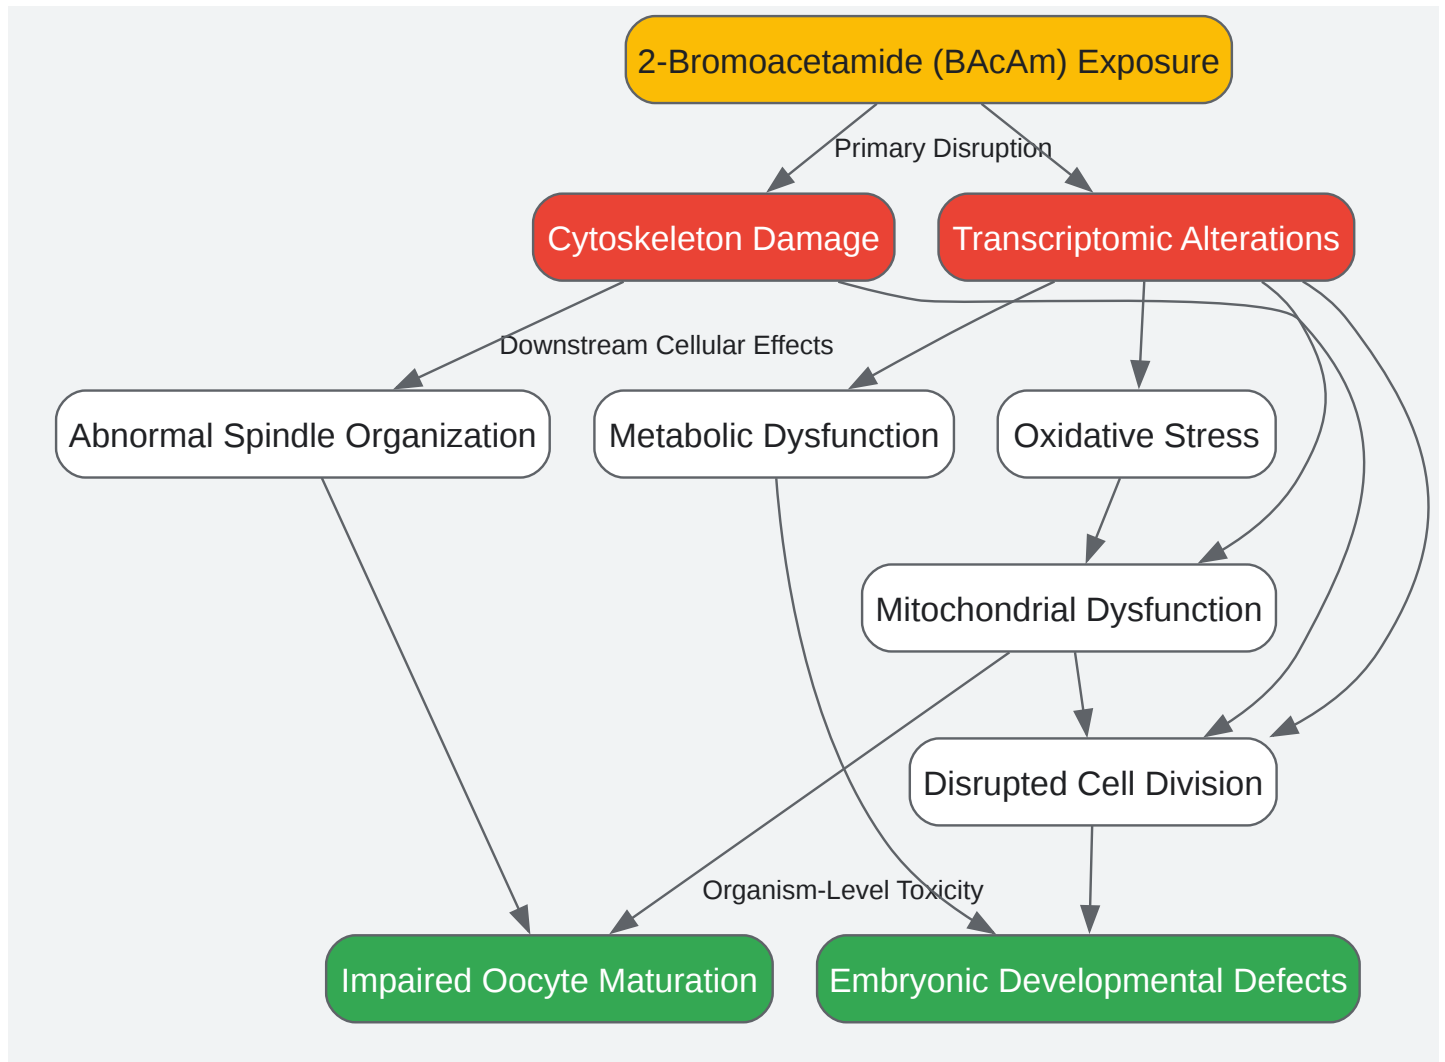 2-Bromoacetamide (BAcAm) Exposure
Primary Disruption
Cytoskeleton Damage
Transcriptomic Alterations
Downstream Cellular Effects
Abnormal Spindle Organization
Metabolic Dysfunction
Oxidative Stress
Mitochondrial Dysfunction
Disrupted Cell Division
Organism-Level Toxicity
Impaired Oocyte Maturation
Embryonic Developmental Defects